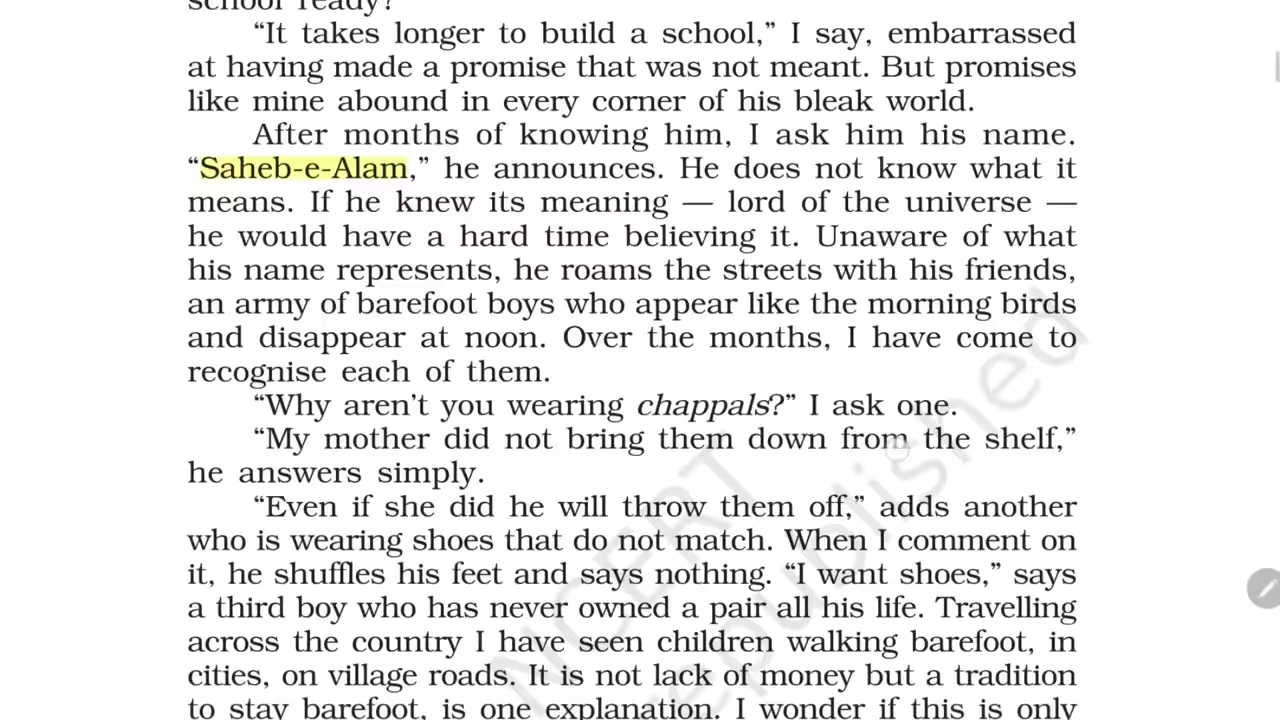 school ready?”
“It takes longer to build a school,” I say, embarrassed
at having made a promise that was not meant. But promises
like mine abound in every corner of his bleak world.
After months of knowing him, I ask him his name.
“Saheb-e-Alam,” he announces. He does not know what it
means. If he knew its meaning — lord of the universe —
he would have a hard time believing it. Unaware of what
his name represents, he roams the streets with his friends,
an army of barefoot boys who appear like the morning birds
and disappear at noon. Over the months, I have come to
recognise each of them.
“Why aren’t you wearing chappals?” I ask one.
“My mother did not bring them down from the shelf,”
he answers simply.
“Even if she did he will throw them off,” adds another
who is wearing shoes that do not match. When I comment on
it, he shuffles his feet and says nothing. “I want shoes,” says
a third boy who has never owned a pair all his life. Travelling
across the country I have seen children walking barefoot, in
cities, on village roads. It is not lack of money but a tradition
to stay barefoot, is one explanation. I wonder if this is only
NCERT
republished